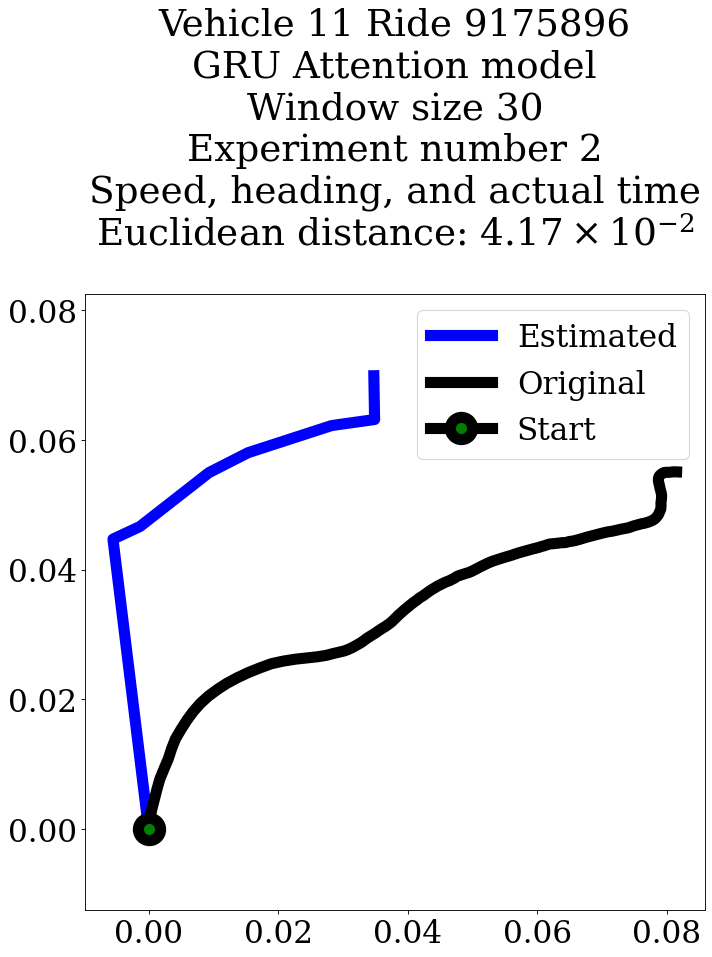 Vehicle 11 Ride 9175896
GRU Attention model
Window size 30
Experiment number 2
Speed, heading, and actual time
Euclidean distance: 4.17 × 10⁻²
0.08
0.06
0.04
0.02
0.00
Estimated
Original
Start
0.00 0.02 0.04 0.06 0.08